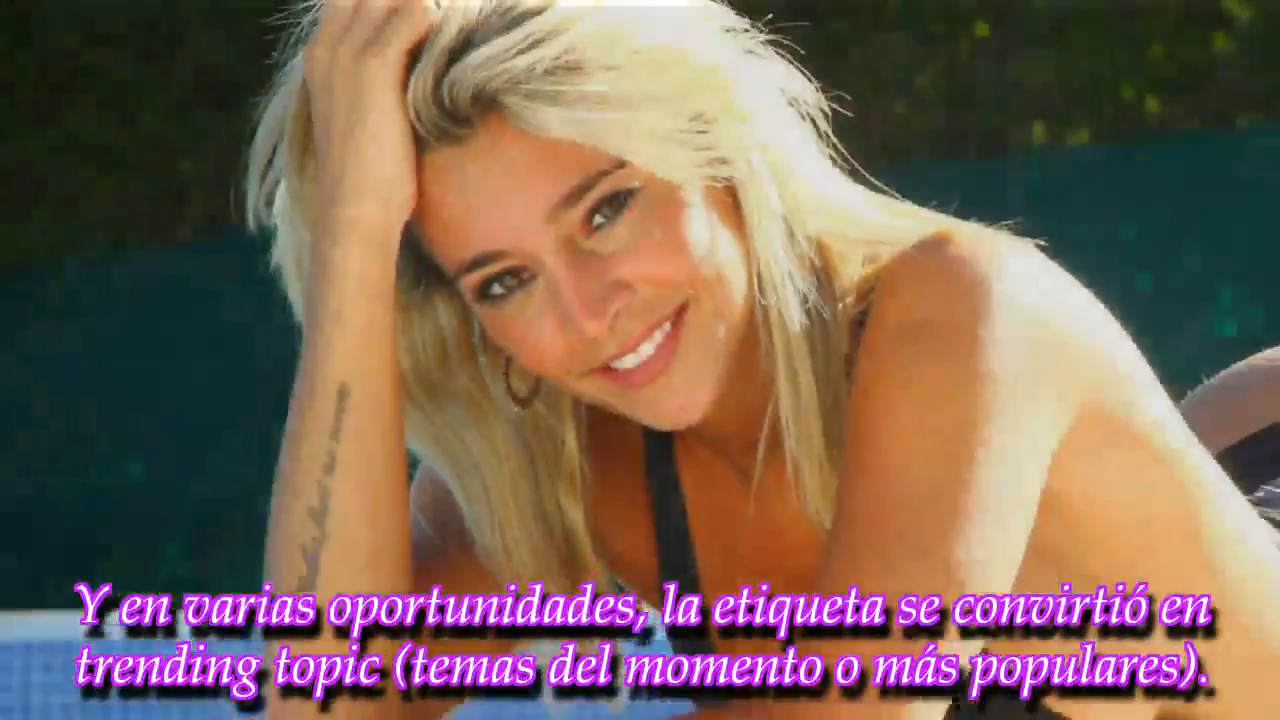 Y en varias oportunidades, la etiqueta se convirtió en
trending topic (temas del momento o más populares).